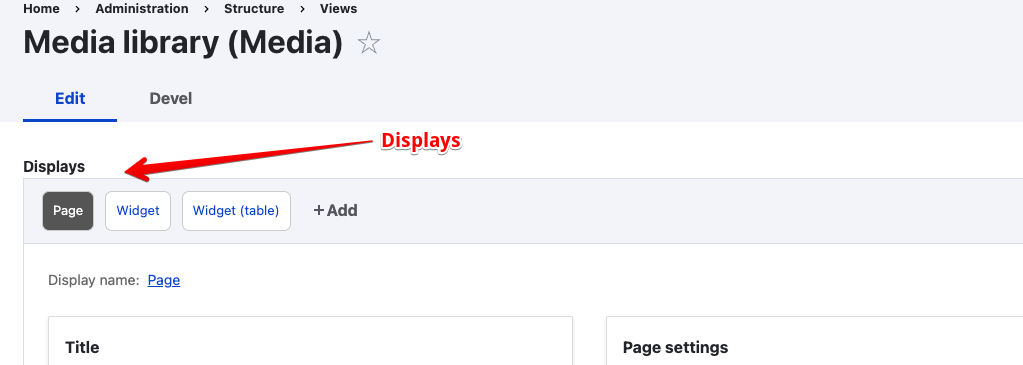 Home > Administration > Structure > Views
Media library (Media)
Edit Devel
Displays
Displays
Page Widget Widget (table) +Add
Display name: Page
Title Page settings